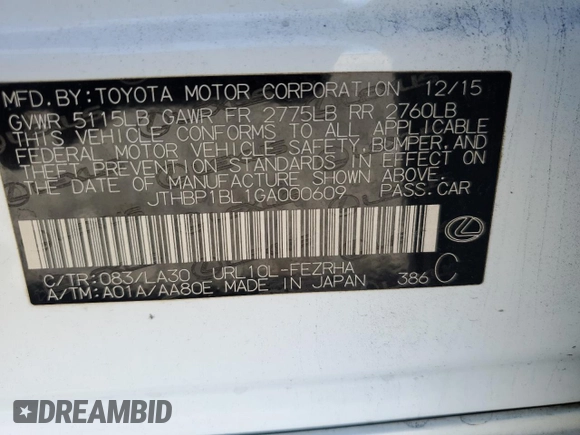 MFD.BY:TOYOTA MOTOR CORPORATION 12/15
GVWR 5115LB GAWR FR 2775LB RR 2760LB
THIS VEHICLE CONFORMS TO ALL APPLICABLE
FEDERAL MOTOR VEHICLE SAFETY,BUMPER,AND
THEFT PREVENTION STANDARDS IN EFFECT ON
THE DATE OF MANUFACTURE SHOWN ABOVE.
JTHBP1BL1GA000609 PASS.CAR
C/TR:083/LA30 URL10L-FEZRHA
A/TM:A01A/AA80E MADE IN JAPAN 386 C
DREAMBID